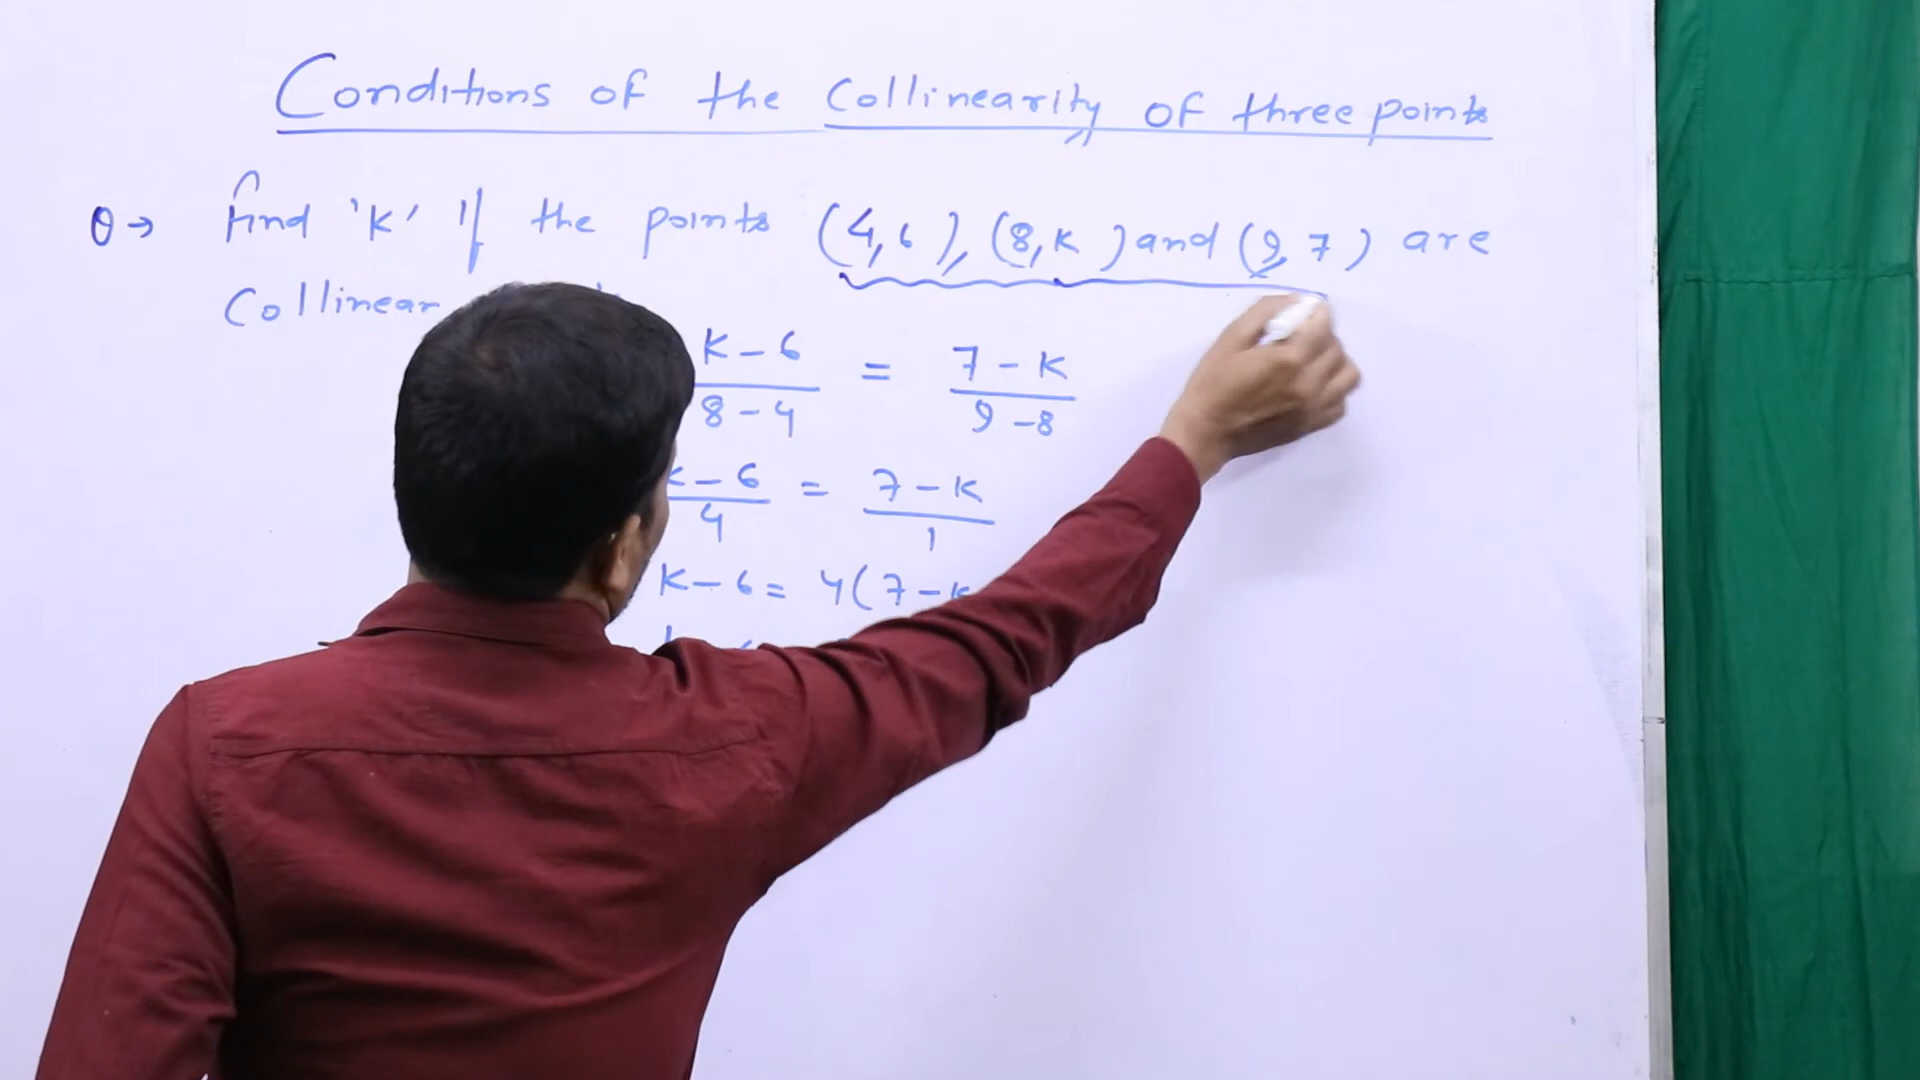 Conditions of the Collinearity of three points
Q→ find 'K' if the points (4,6), (8,K) and (9,7) are
Collinear
K-6/8-4 = 7-K/9-8
K-6/4 = 7-K/1
K-6 = 4(7-K